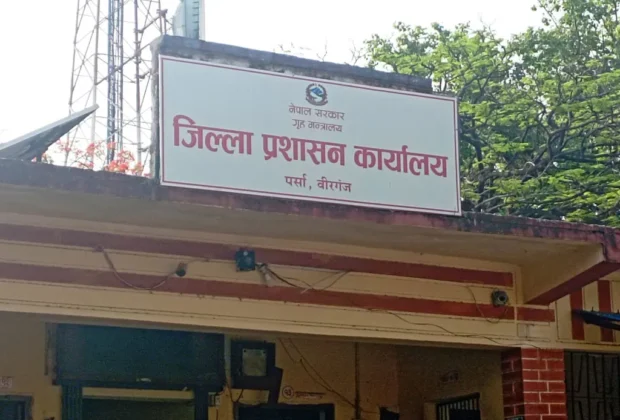 नेपाल सरकार
गृह मन्त्रालय
जिल्ला प्रशासन कार्यालय
पर्सा, वीरगंज